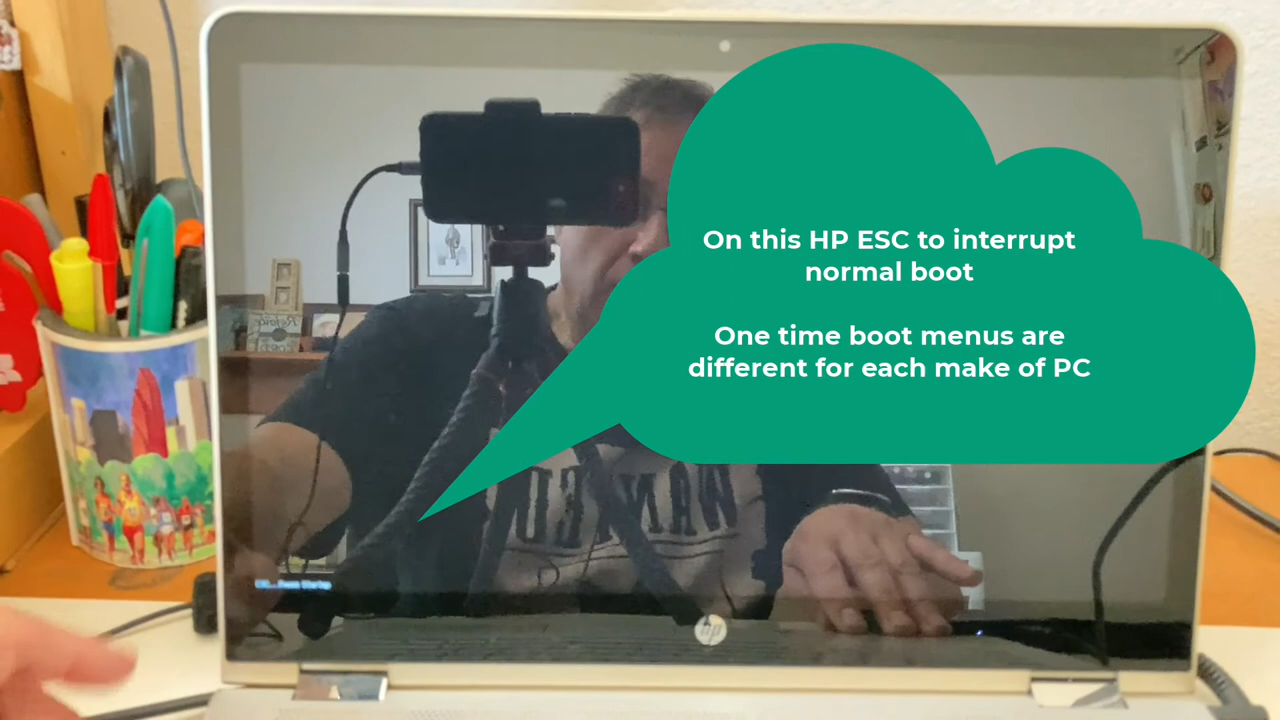 On this HP ESC to interrupt
normal boot
One time boot menus are
different for each make of PC
hp